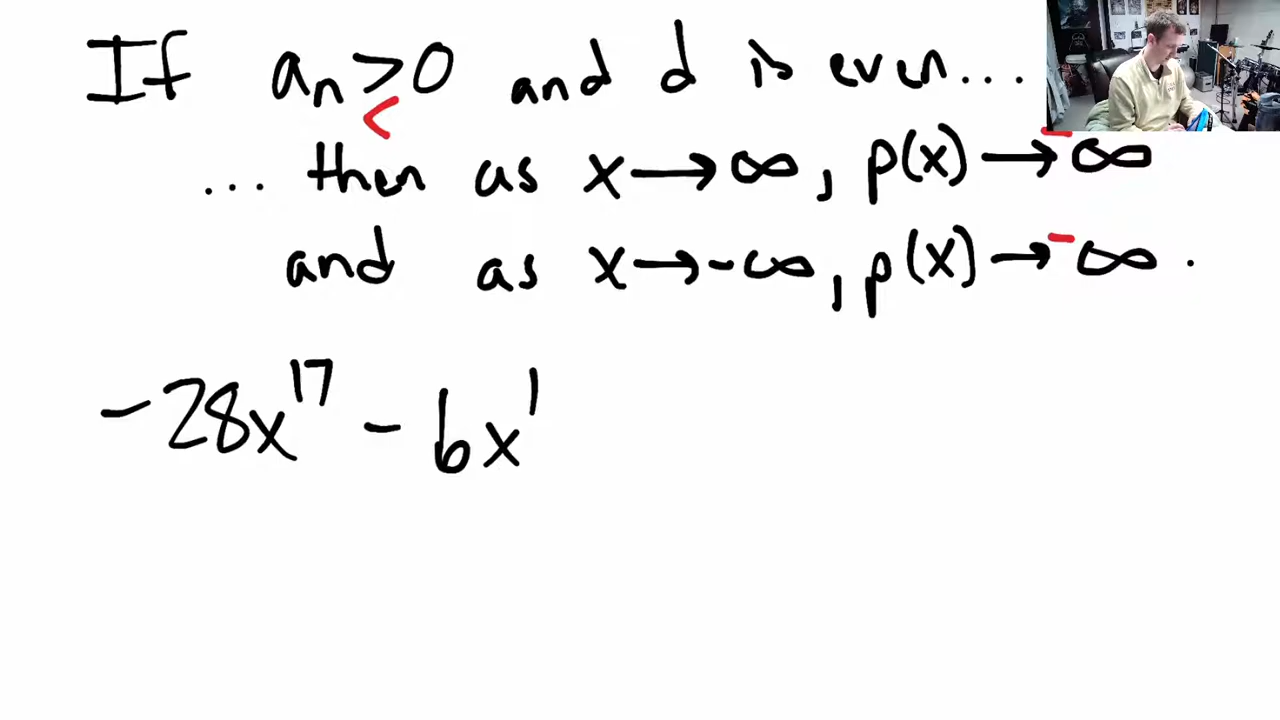 If aₙ > 0 and d is even...
<
... then as x → ∞, p(x) → -∞
and as x → -∞, p(x) → -∞.
-28x¹⁷ - 6x¹